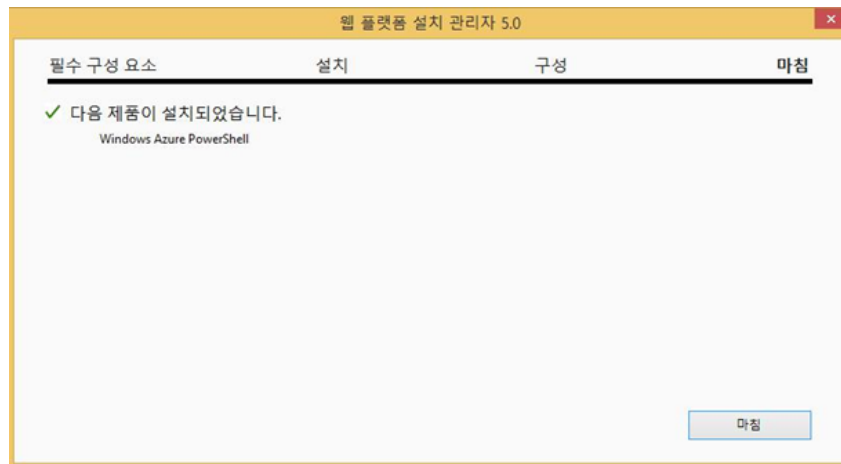 웹 플랫폼 설치 관리자 5.0
필수 구성 요소 설치 구성 마침
다음 제품이 설치되었습니다.
Windows Azure PowerShell
마침